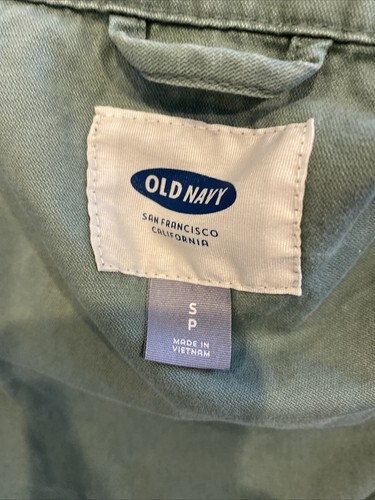 OLD NAVY
SAN FRANCISCO
CALIFORNIA
S
P
MADE IN
VIETNAM